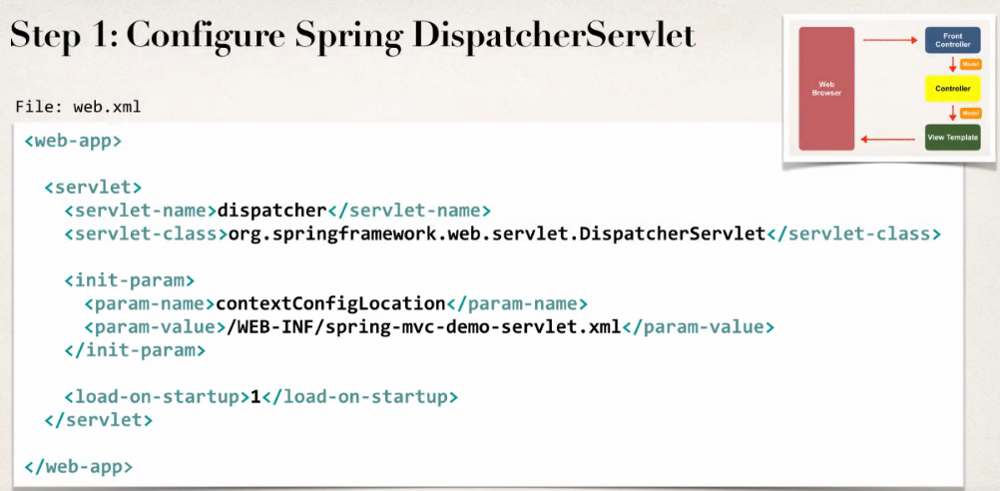 Step 1: Configure Spring DispatcherServlet
Front
Controller
Model
Web
Browser
Controller
Model
View Template
File: web.xml
<web-app>
<servlet>
<servlet-name>dispatcher</servlet-name>
<servlet-class>org.springframework.web.servlet.DispatcherServlet</servlet-class>
<init-param>
<param-name>contextConfigLocation</param-name>
<param-value>/WEB-INF/spring-mvc-demo-servlet.xml</param-value>
</init-param>
<load-on-startup>1</load-on-startup>
</servlet>
</web-app>